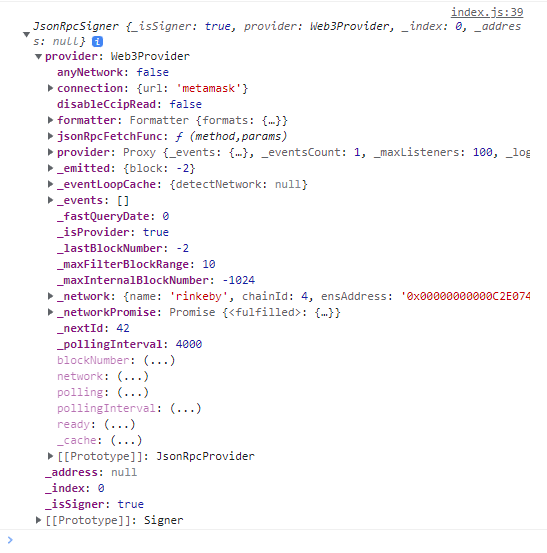 index.js:39
JsonRpcSigner {_isSigner: true, provider: Web3Provider, _index: 0, _addres
s: null} i
provider: Web3Provider
anyNetwork: false
connection: {url: 'metamask'}
disableCcipRead: false
formatter: Formatter {formats: {…}}
jsonRpcFetchFunc: ƒ (method,params)
provider: Proxy {_events: {…}, _eventsCount: 1, _maxListeners: 100, _log
_emitted: {block: -2}
_eventLoopCache: {detectNetwork: null}
_events: []
_fastQueryDate: 0
_isProvider: true
_lastBlockNumber: -2
_maxFilterBlockRange: 10
_maxInternalBlockNumber: -1024
_network: {name: 'rinkeby', chainId: 4, ensAddress: '0x00000000000C2E074
_networkPromise: Promise {<fulfilled>: {…}}
_nextId: 42
_pollingInterval: 4000
blockNumber: (...)
network: (...)
polling: (...)
pollingInterval: (...)
ready: (...)
_cache: (...)
[[Prototype]]: JsonRpcProvider
_address: null
_index: 0
_isSigner: true
[[Prototype]]: Signer